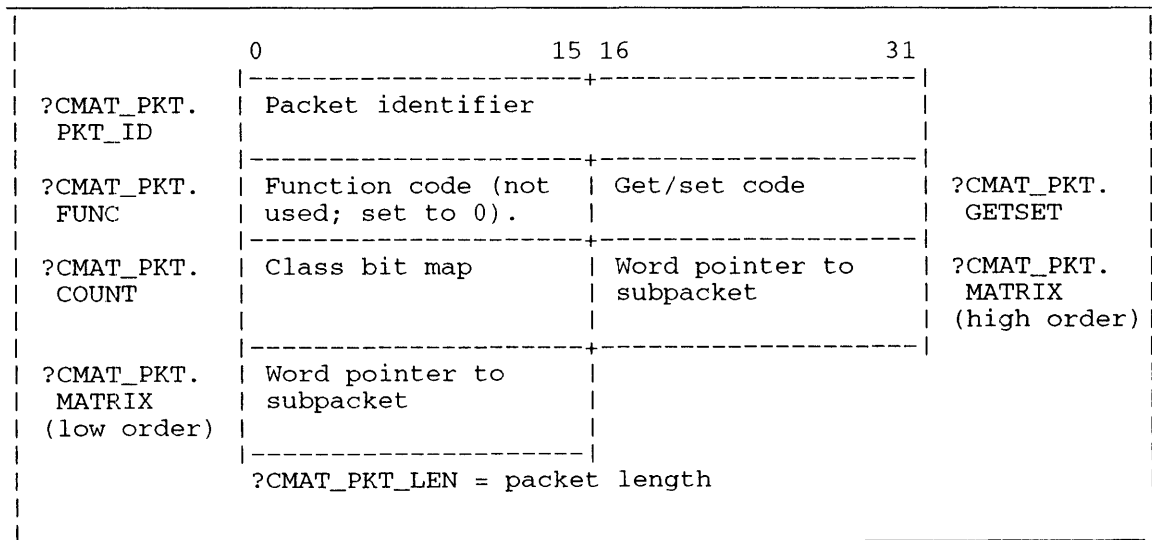 0 15 16 31
?CMAT_PKT. Packet identifier
PKT_ID
?CMAT_PKT. Function code (not Get/set code ?CMAT_PKT.
FUNC used; set to 0). GETSET
?CMAT_PKT. Class bit map Word pointer to ?CMAT_PKT.
COUNT subpacket MATRIX
(high order)
?CMAT_PKT. Word pointer to
MATRIX subpacket
(low order)
?CMAT_PKT_LEN = packet length